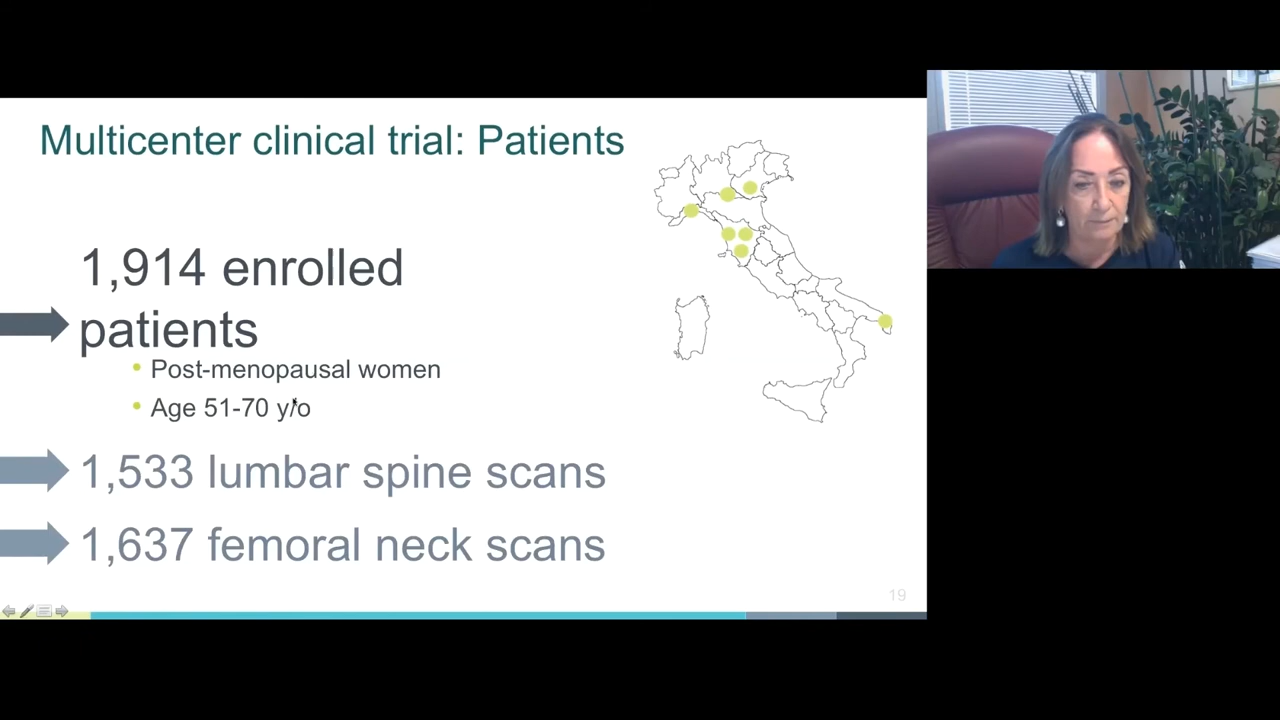 Multicenter clinical trial: Patients
1,914 enrolled
patients
• Post-menopausal women
• Age 51-70 y/o
1,533 lumbar spine scans
1,637 femoral neck scans
19